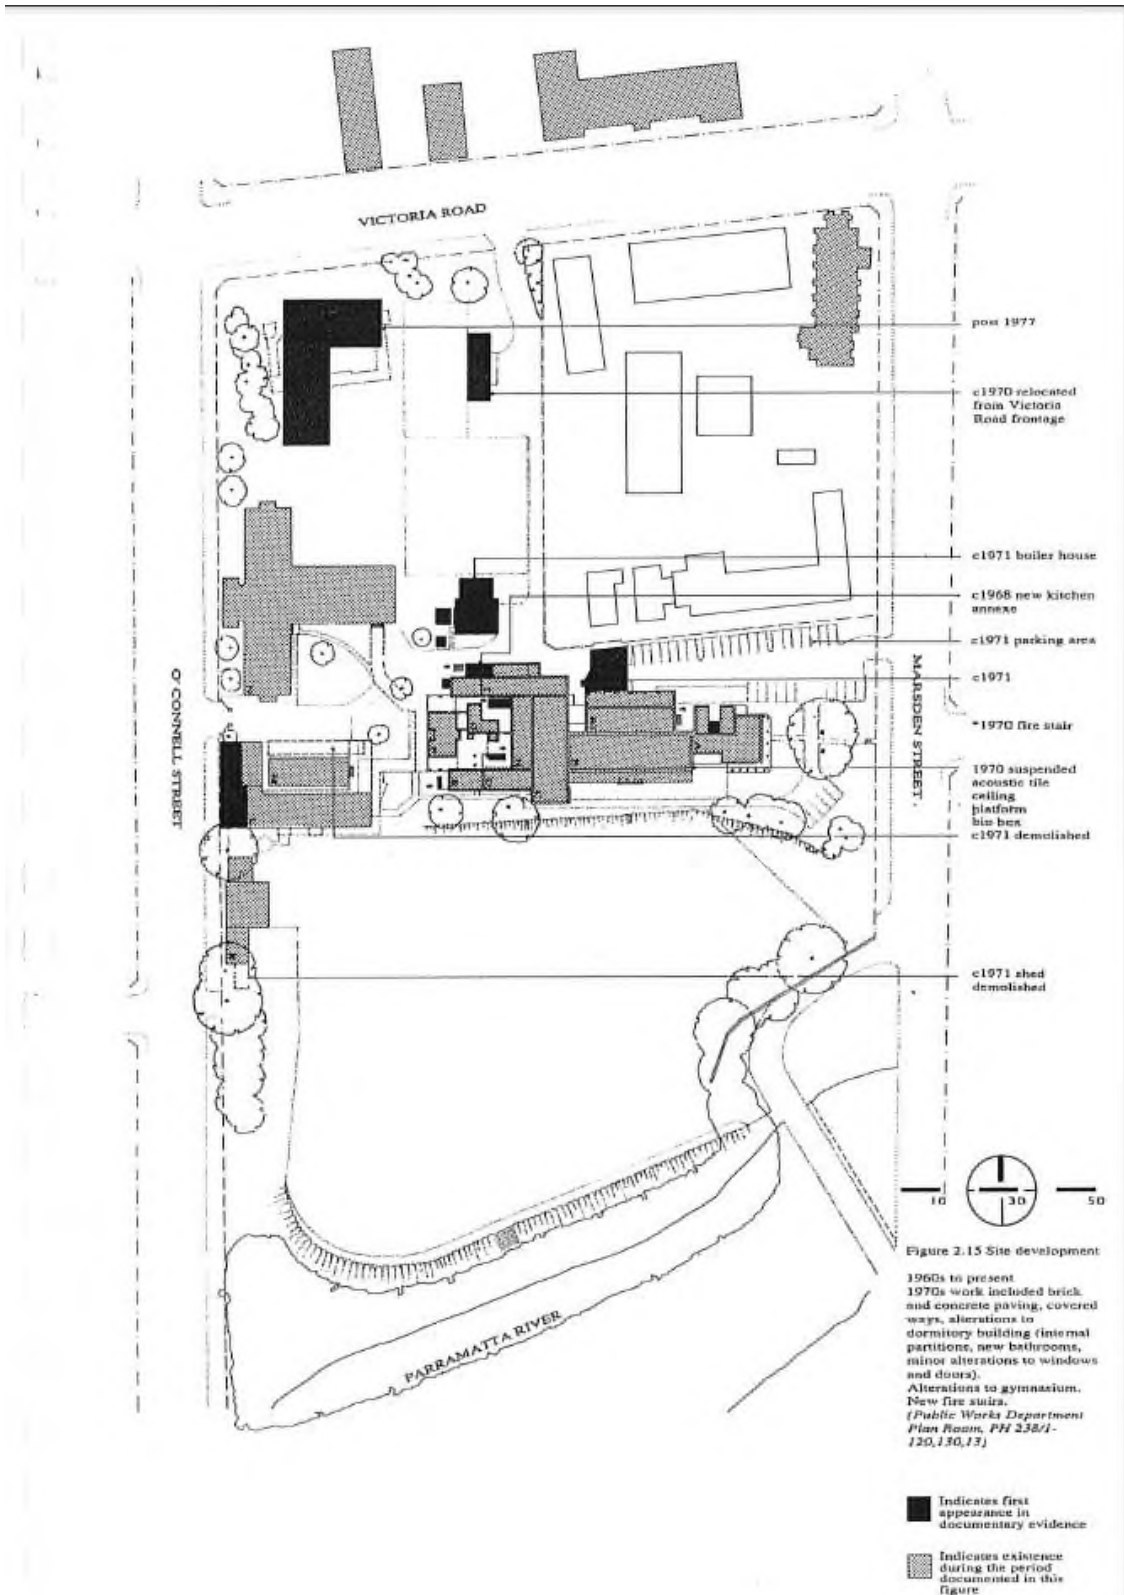 VICTORIA ROAD
post 1977
c1970 relocated
from Victoria
Road frontage
c1971 boiler house
c1968 new kitchen
annexe
c1971 parking area
c1971
O'CONNELL STREET
MARSDEN STREET
*1970 fire stair
1970 suspended
acoustic tile
ceiling
platform
bio box
c1971 demolished
c1971 shed
demolished
PARRAMATTA RIVER
10 30 50
Figure 2.15 Site development
1960s to present
1970s work included brick
and concrete paving, covered
ways, alterations to
dormitory building (internal
partitions, new bathrooms,
minor alterations to windows
and doors).
Alterations to gymnasium.
New fire stairs.
(Public Works Department
Plan Room, PH 238/1-
120,130,13)
Indicates first
appearance in
documentary evidence
Indicates existence
during the period
documented in this
figure